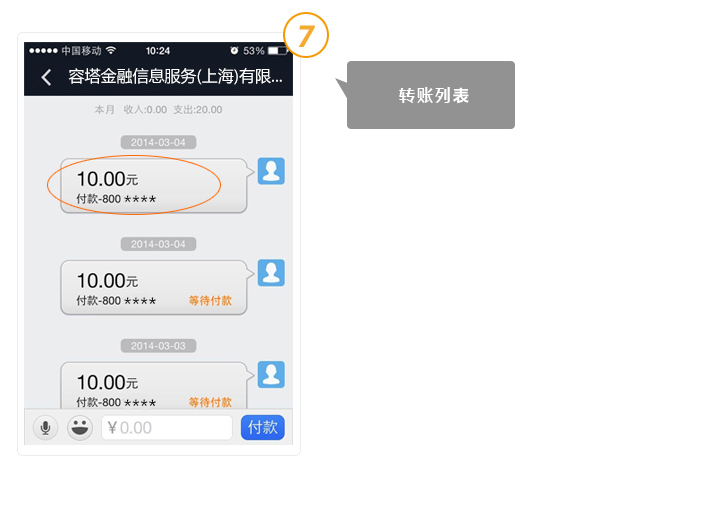 7
中国移动 10:24 53%
容塔金融信息服务(上海)有限...
转账列表
本月 收入:0.00 支出:20.00
2014-03-04
10.00元
付款-800 ****
2014-03-04
10.00元
付款-800 **** 等待付款
2014-03-03
10.00元
付款-800 **** 等待付款
¥0.00 付款